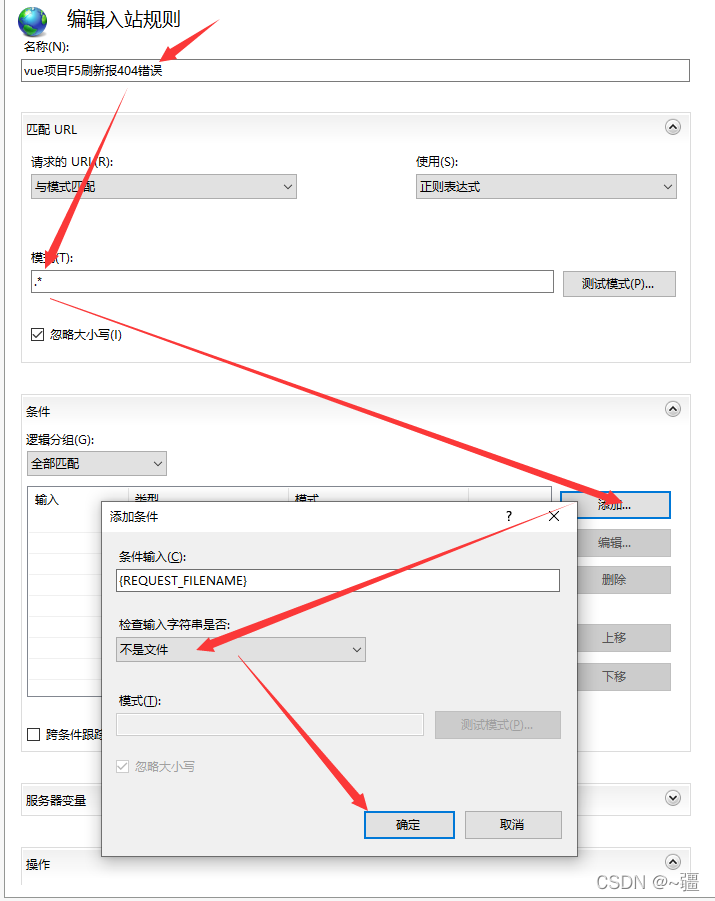 编辑入站规则
名称(N):
vue项目F5刷新报404错误
匹配 URL
请求的 URL(R):
使用(S):
与模式匹配
正则表达式
模式(T):
.*
测试模式(P)...
忽略大小写(I)
条件
逻辑分组(G):
全部匹配
输入
类型
模式
添加...
编辑...
删除
上移
下移
添加条件
?
条件输入(C):
{REQUEST_FILENAME}
检查输入字符串是否:
不是文件
模式(T):
测试模式(P)...
忽略大小写
确定
取消
跨条件跟踪
服务器变量
操作
CSDN @~疆